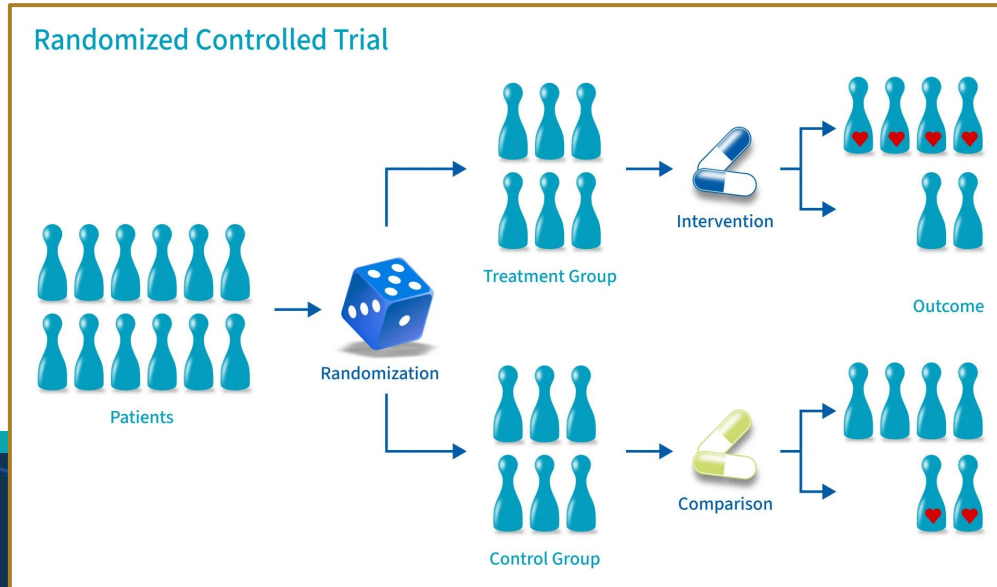 Randomized Controlled Trial
Patients
Randomization
Treatment Group
Intervention
Control Group
Comparison
Outcome